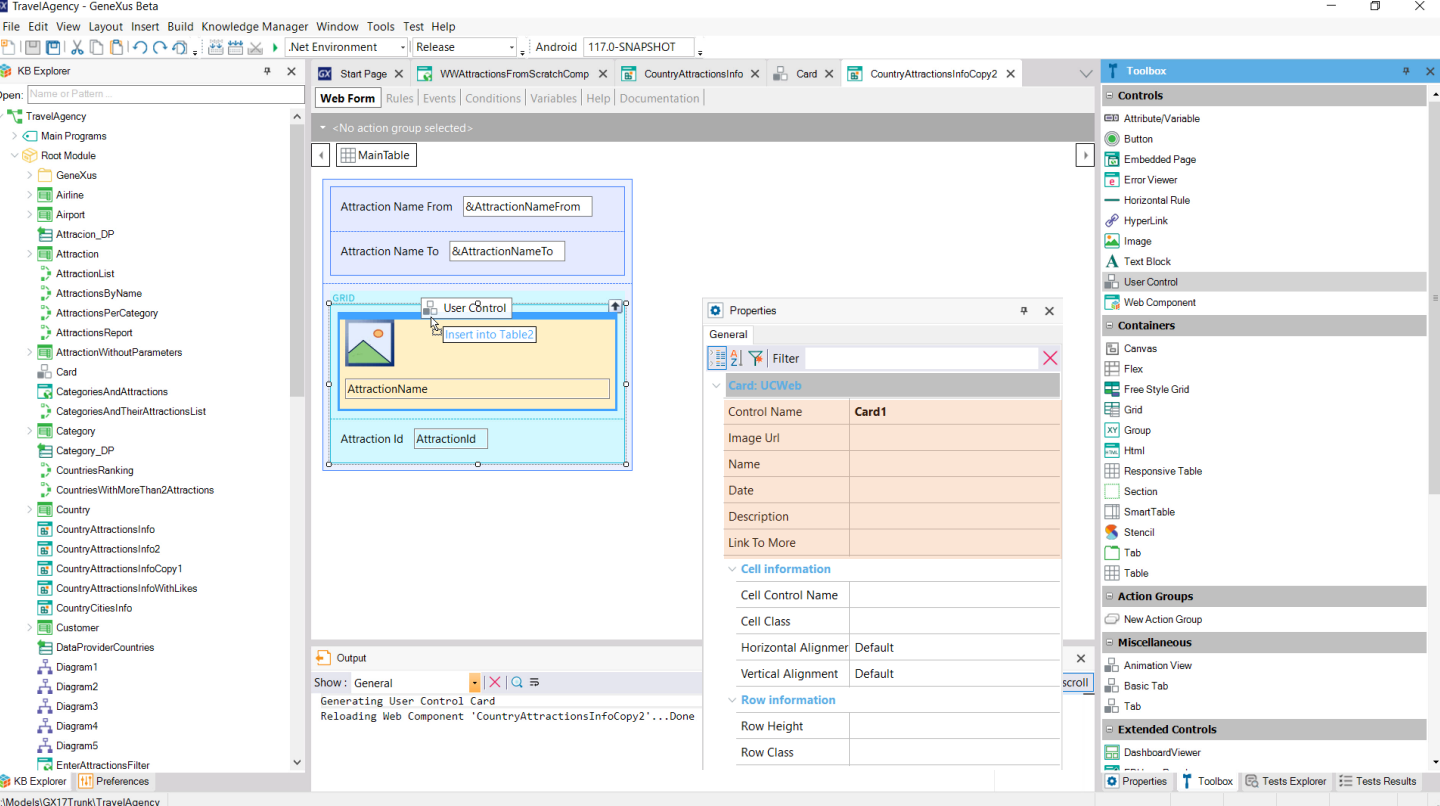 TravelAgency - GeneXus Beta
File Edit View Layout Insert Build Knowledge Manager Window Tools Test Help
.Net Environment Release Android 117.0-SNAPSHOT
KB Explorer
Open: Name or Pattern ...
TravelAgency
Main Programs
Root Module
GeneXus
Airline
Airport
Attracion_DP
Attraction
AttractionList
AttractionsByName
AttractionsPerCategory
AttractionsReport
AttractionWithoutParameters
Card
CategoriesAndAttractions
CategoriesAndTheirAttractionsList
Category
Category_DP
CountriesRanking
CountriesWithMoreThan2Attractions
Country
CountryAttractionsInfo
CountryAttractionsInfo2
CountryAttractionsInfoCopy1
CountryAttractionsInfoWithLikes
CountryCitiesInfo
Customer
DataProviderCountries
Diagram1
Diagram2
Diagram3
Diagram4
Diagram5
EnterAttractionsFilter
KB Explorer Preferences
:\Models\GX17Trunk\TravelAgency
Start Page WWAttractionsFromScratchComp CountryAttractionsInfo Card CountryAttractionsInfoCopy2
Web Form Rules Events Conditions Variables Help Documentation
<No action group selected>
MainTable
Attraction Name From &AttractionNameFrom
Attraction Name To &AttractionNameTo
GRID
User Control
Insert into Table2
AttractionName
Attraction Id AttractionId
Output
Show : General
scroll
Generating User Control Card
Reloading Web Component 'CountryAttractionsInfoCopy2'...Done
Properties
General
Filter
Card: UCWeb
Control Name Card1
Image Url
Name
Date
Description
Link To More
Cell information
Cell Control Name
Cell Class
Horizontal Alignmer Default
Vertical Alignment Default
Row information
Row Height
Row Class
Toolbox
Controls
Attribute/Variable
Button
Embedded Page
Error Viewer
Horizontal Rule
HyperLink
Image
Text Block
User Control
Web Component
Containers
Canvas
Flex
Free Style Grid
Grid
Group
Html
Responsive Table
Section
SmartTable
Stencil
Tab
Table
Action Groups
New Action Group
Miscellaneous
Animation View
Basic Tab
Tab
Extended Controls
DashboardViewer
Properties Toolbox Tests Explorer Tests Results